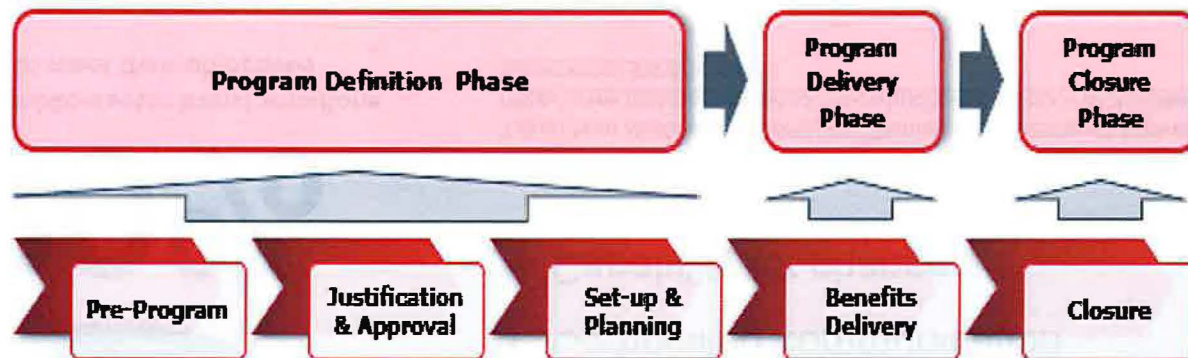 Program Definition Phase
Program
Delivery
Phase
Program
Closure
Phase
Pre-Program
Justification
& Approval
Set-up &
Planning
Benefits
Delivery
Closure